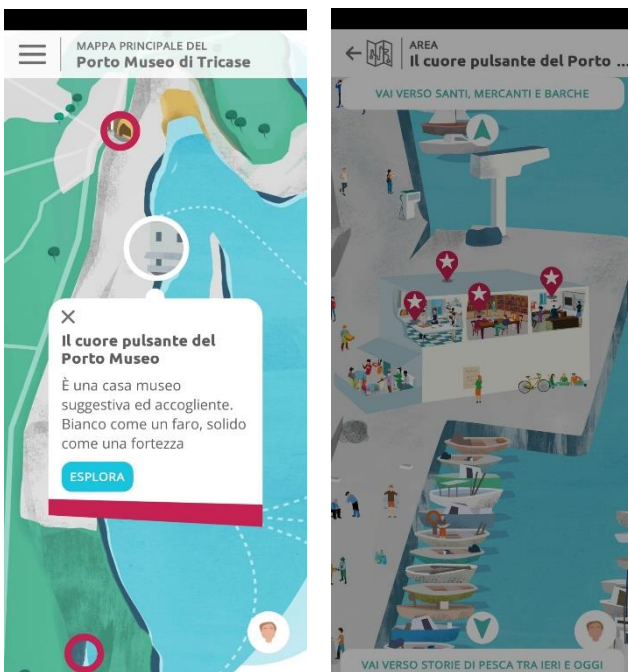 MAPPA PRINCIPALE DEL
Porto Museo di Tricase
Il cuore pulsante del
Porto Museo
È una casa museo
suggestiva ed accogliente.
Bianco come un faro, solido
come una fortezza
ESPLORA
AREA
Il cuore pulsante del Porto ...
VAI VERSO SANTI, MERCANTI E BARCHE
VAI VERSO STORIE DI PESCA TRA IERI E OGGI